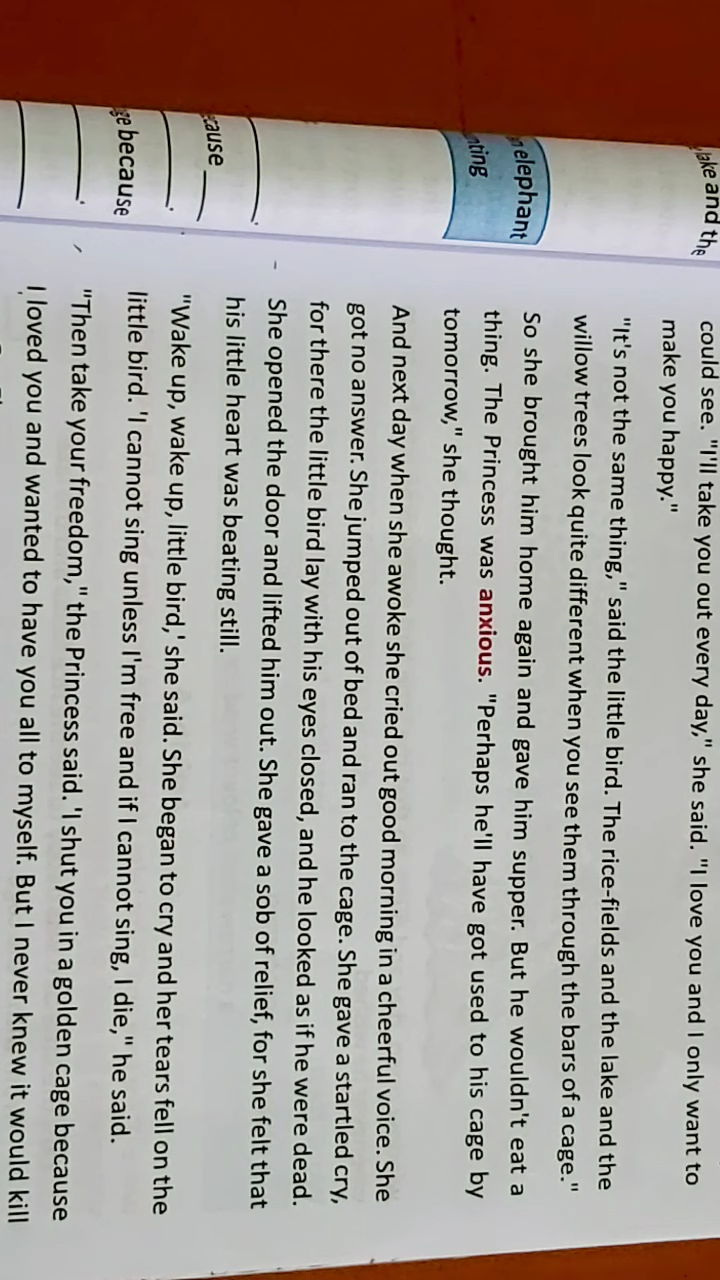 lake and the
elephant
nting
cause
ge because
could see. "I'll take you out every day," she said. "I love you and I only want to
make you happy."
"It's not the same thing," said the little bird. The rice-fields and the lake and the
willow trees look quite different when you see them through the bars of a cage."
So she brought him home again and gave him supper. But he wouldn't eat a
thing. The Princess was anxious. "Perhaps he'll have got used to his cage by
tomorrow," she thought.
And next day when she awoke she cried out good morning in a cheerful voice. She
got no answer. She jumped out of bed and ran to the cage. She gave a startled cry,
for there the little bird lay with his eyes closed, and he looked as if he were dead.
She opened the door and lifted him out. She gave a sob of relief, for she felt that
his little heart was beating still.
"Wake up, wake up, little bird,' she said. She began to cry and her tears fell on the
little bird. 'I cannot sing unless I'm free and if I cannot sing, I die," he said.
"Then take your freedom," the Princess said. 'I shut you in a golden cage because
I loved you and wanted to have you all to myself. But I never knew it would kill